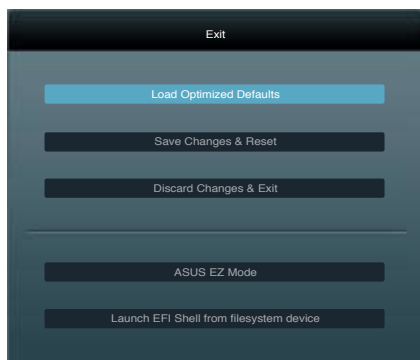 Exit
Load Optimized Defaults
Save Changes & Reset
Discard Changes & Exit
ASUS EZ Mode
Launch EFI Shell from filesystem device